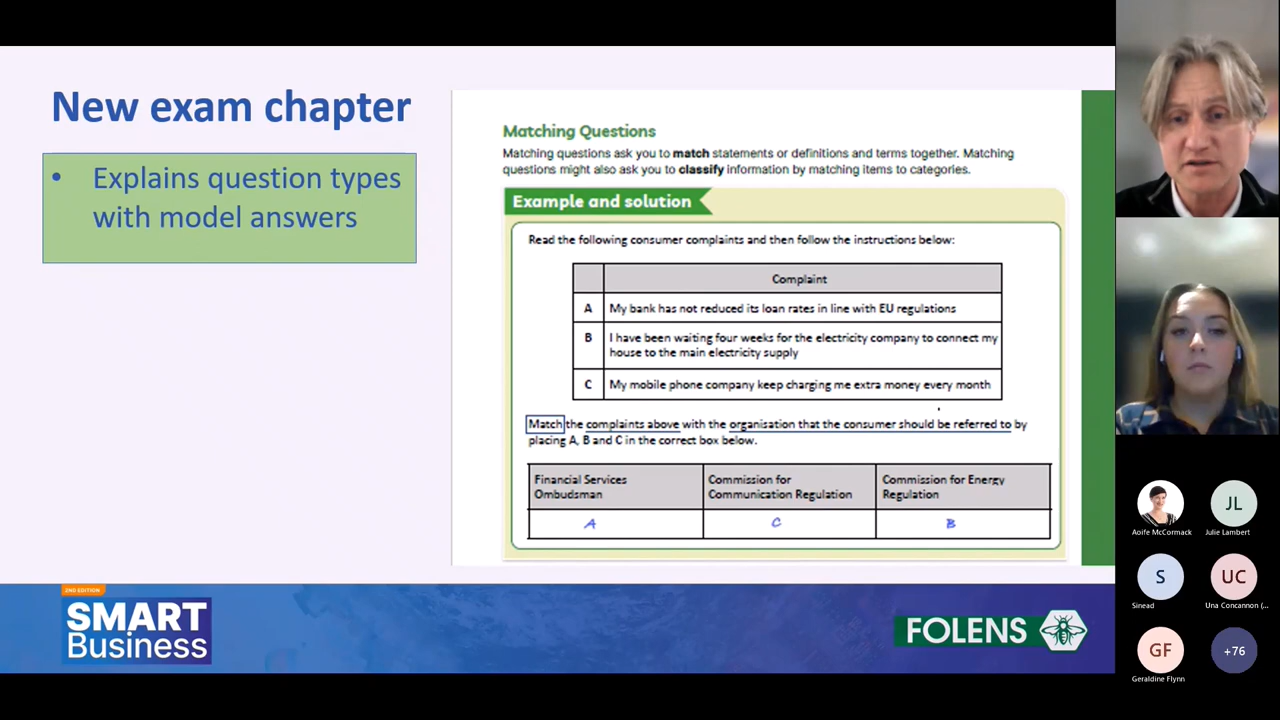 New exam chapter
• Explains question types
with model answers
Matching Questions
Matching questions ask you to match statements or definitions and terms together. Matching
questions might also ask you to classify information by matching items to categories.
Example and solution
Read the following consumer complaints and then follow the instructions below:
Complaint
A My bank has not reduced its loan rates in line with EU regulations
B I have been waiting four weeks for the electricity company to connect my
house to the main electricity supply
C My mobile phone company keep charging me extra money every month
Match the complaints above with the organisation that the consumer should be referred to by
placing A, B and C in the correct box below.
Financial Services
Ombudsman
Commission for
Communication Regulation
Commission for Energy
Regulation
A C B
2ND EDITION
SMART
Business
FOLENS
JL
Aoife McCormack
Julie Lambert
S
UC
Sinead
Una Concannon (...
GF
+76
Geraldine Flynn